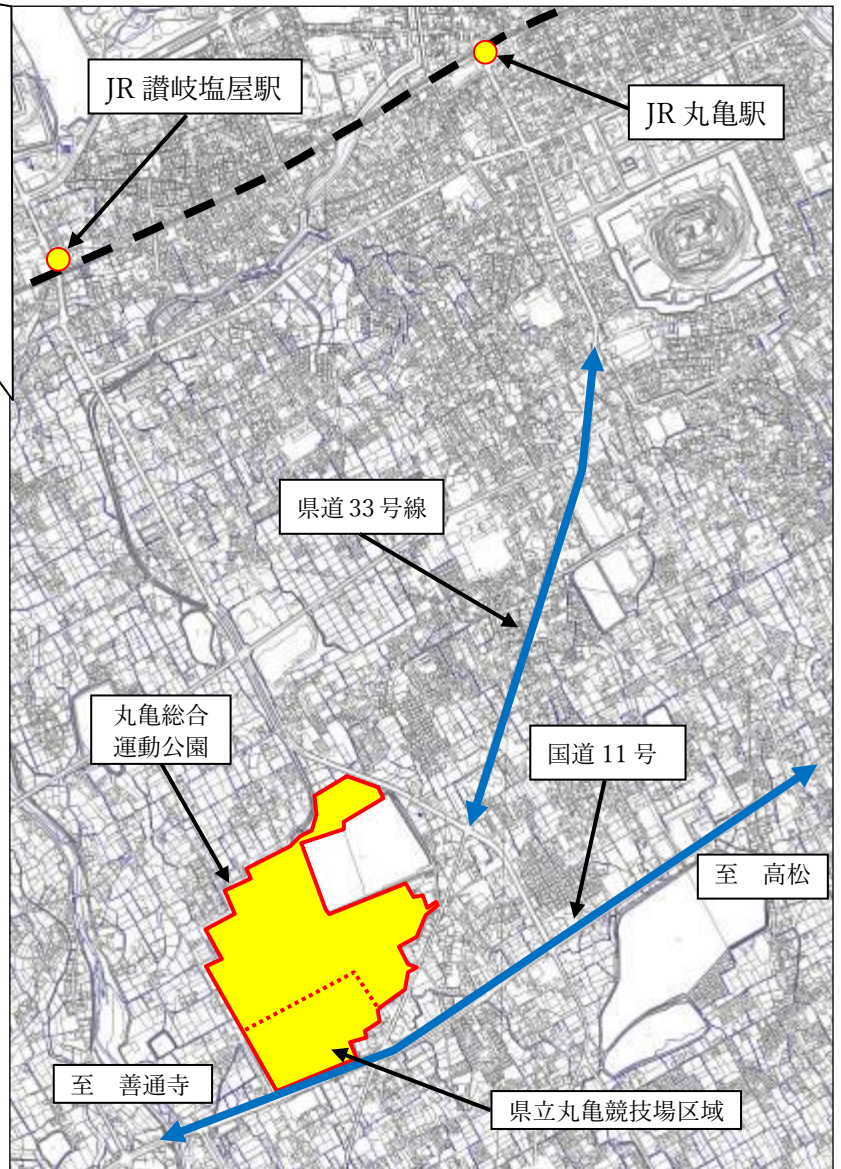 JR 讃岐塩屋駅
JR 丸亀駅
県道 33 号線
丸亀総合
運動公園
国道 11 号
至　高松
至　善通寺
県立丸亀競技場区域